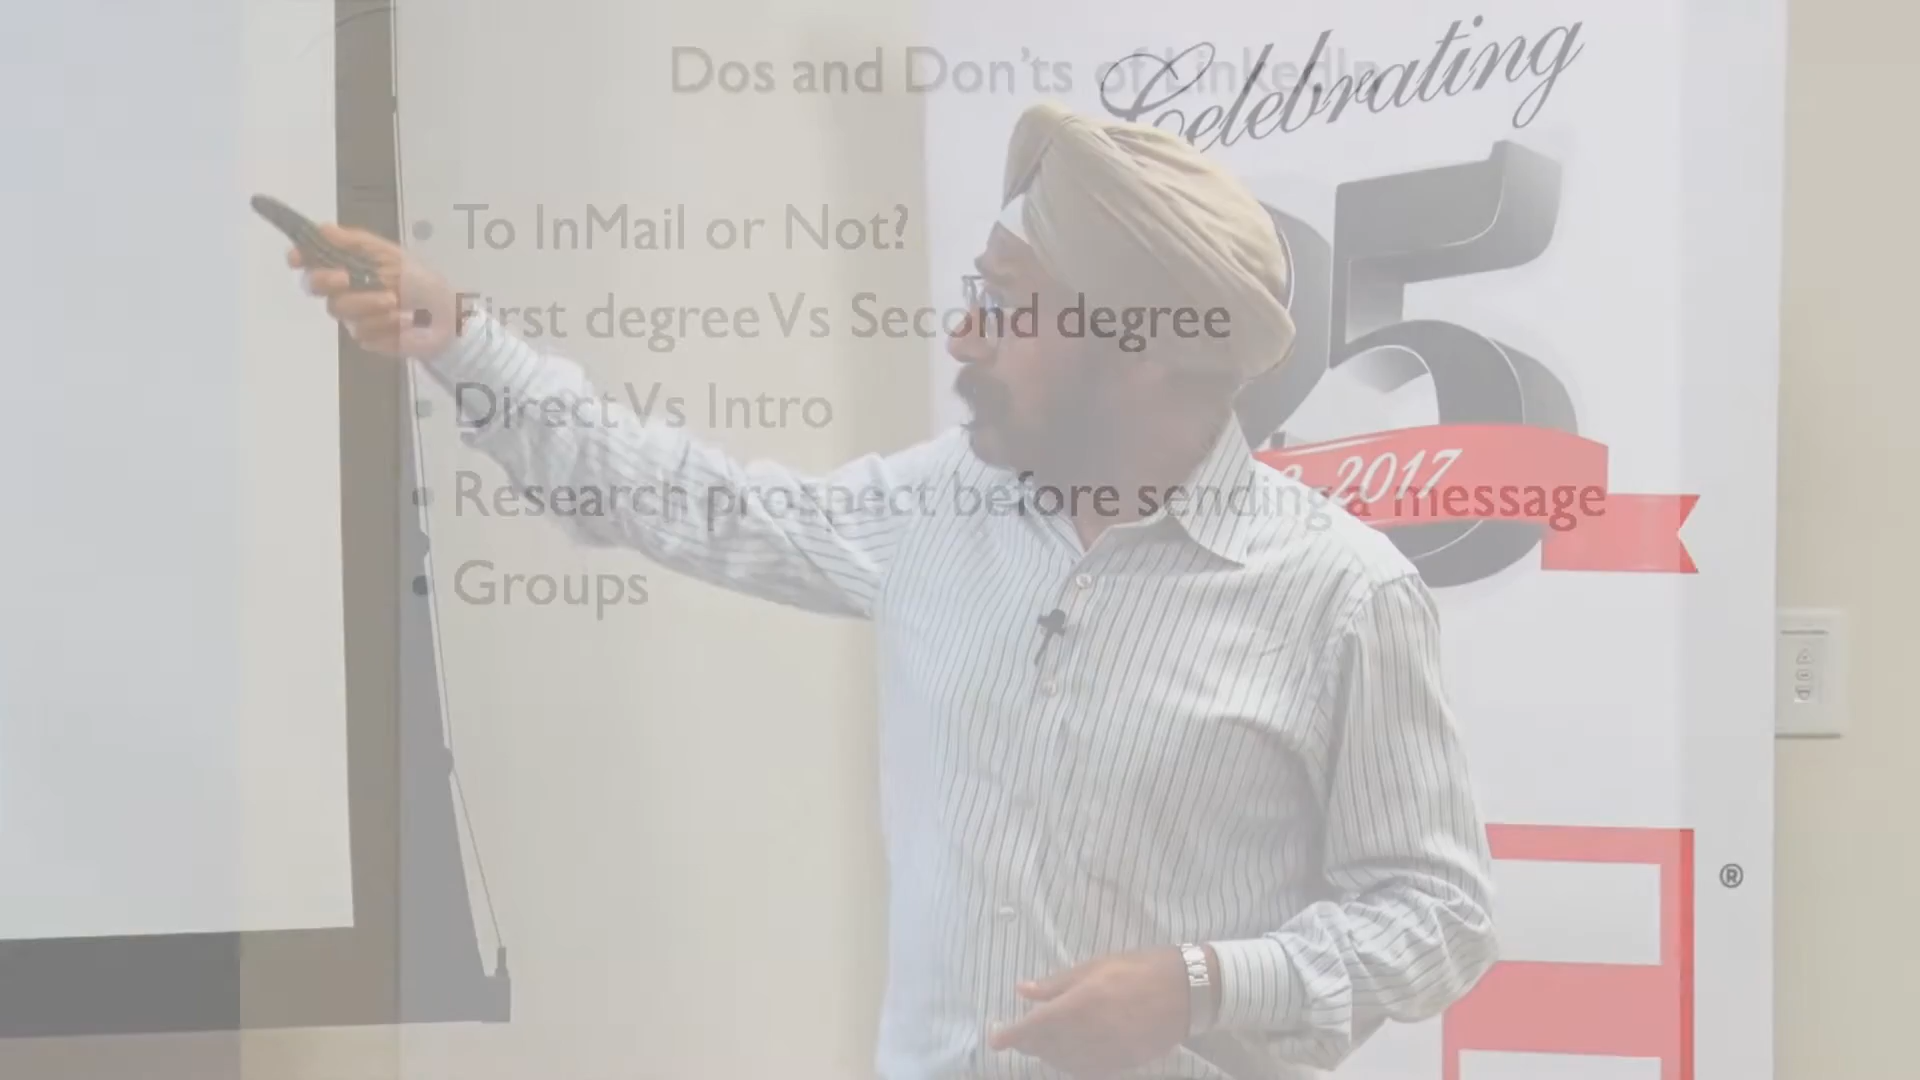 Dos and Don'ts of LinkedIn
Celebrating
25
2017
• To InMail or Not?
• First degree Vs Second degree
• Direct Vs Intro
• Research prospect before sending a message
• Groups
®